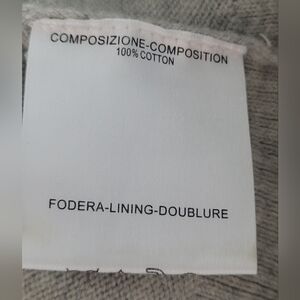 COMPOSIZIONE-COMPOSITION
100% COTTON
FODERA-LINING-DOUBLURE